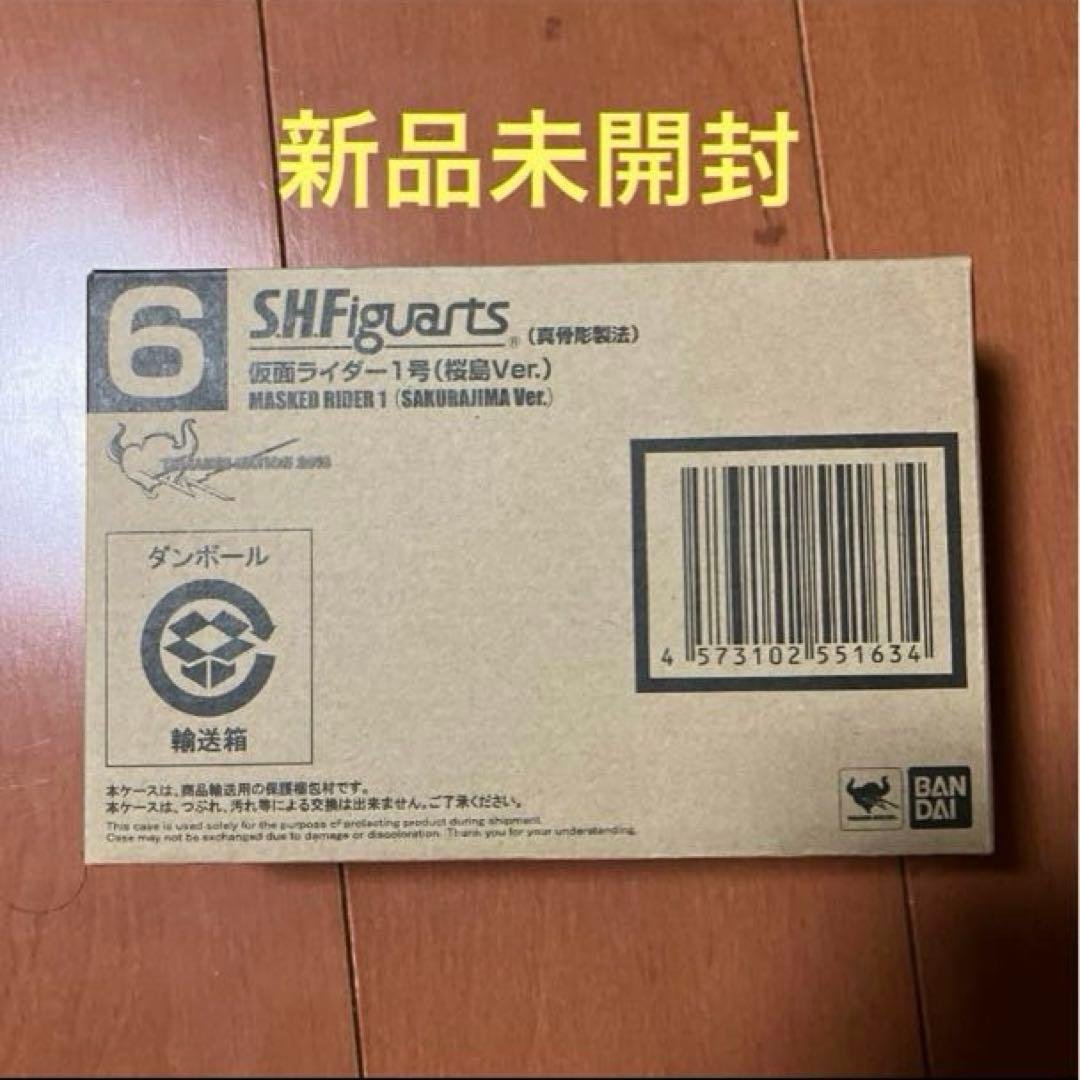 新品未開封
6
S.H.Figuarts® (真骨彫製法)
仮面ライダー1号(桜島Ver.)
MASKED RIDER 1 (SAKURAJIMA Ver.)
TAMASHII NATION 2018
ダンボール
輸送箱
4 573102 551634
本ケースは、商品輸送用の保護梱包材です。
本ケースは、つぶれ、汚れ等による交換は出来ません。ご了承ください。
This case is used solely for the purpose of protecting product during shipment.
Case may not be exchanged due to damage or discoloration. Thank you for your understanding.
BAN
DAI